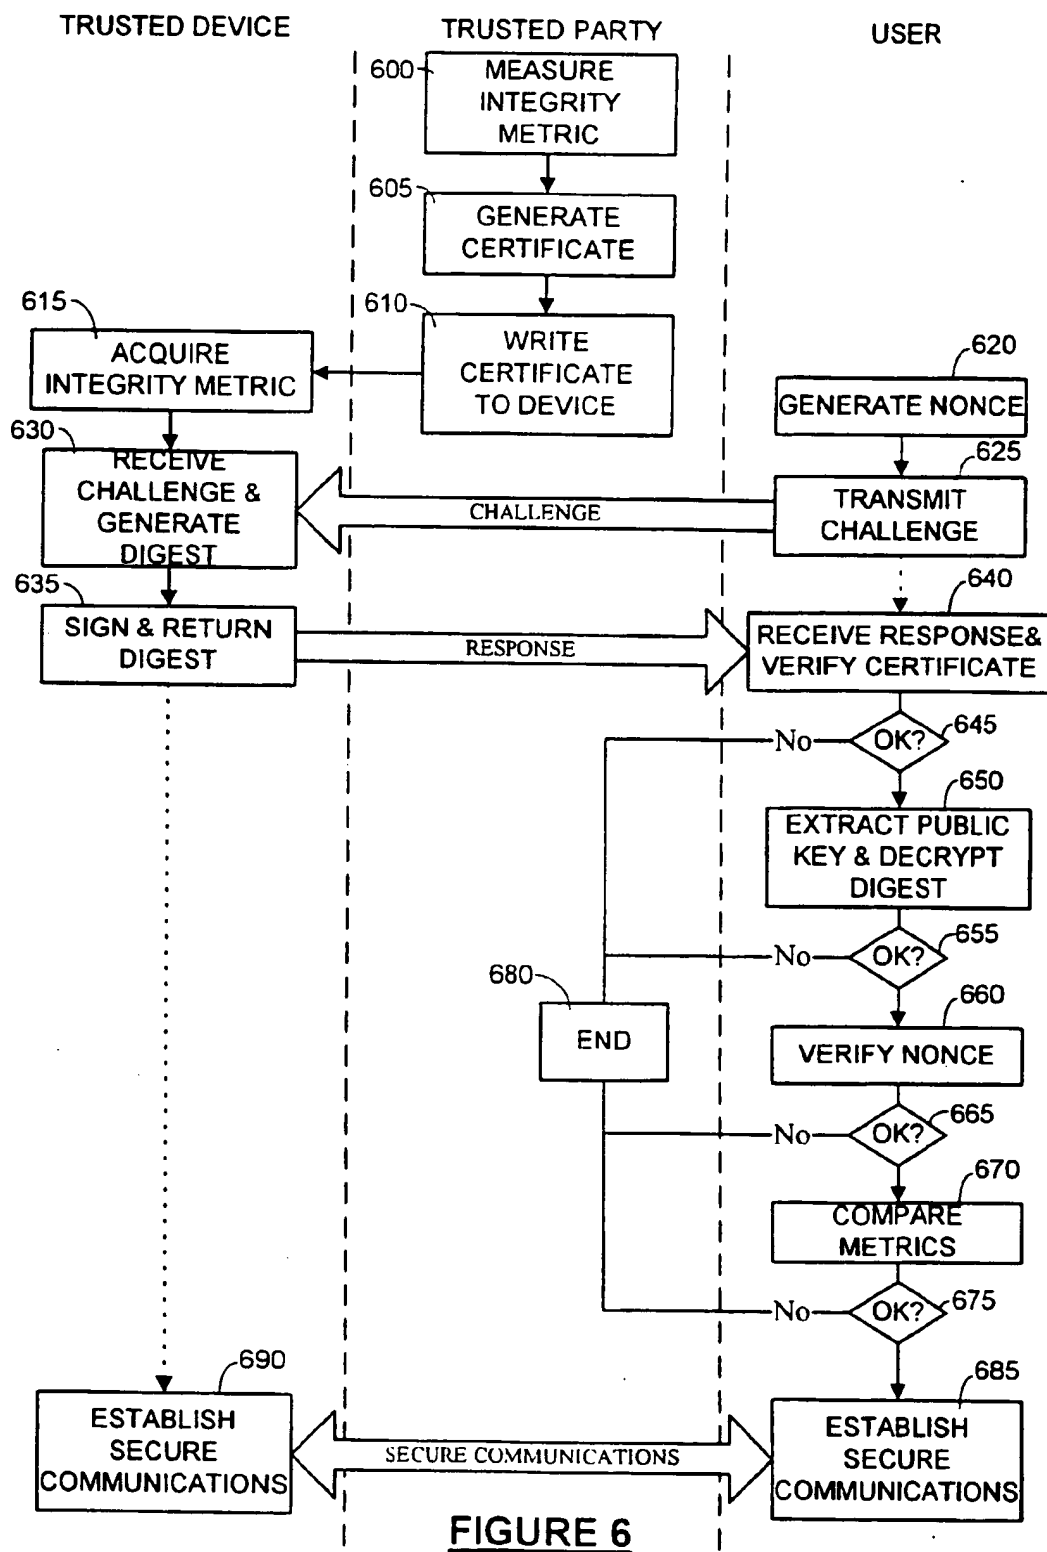 TRUSTED DEVICE
TRUSTED PARTY
USER
600
MEASURE
INTEGRITY
METRIC
605
GENERATE
CERTIFICATE
610
WRITE
CERTIFICATE
TO DEVICE
615
ACQUIRE
INTEGRITY METRIC
620
GENERATE NONCE
625
TRANSMIT
CHALLENGE
CHALLENGE
630
RECEIVE
CHALLENGE &
GENERATE
DIGEST
635
SIGN & RETURN
DIGEST
RESPONSE
640
RECEIVE RESPONSE&
VERIFY CERTIFICATE
OK?
645
No
650
EXTRACT PUBLIC
KEY & DECRYPT
DIGEST
OK?
655
No
680
END
660
VERIFY NONCE
OK?
665
No
670
COMPARE
METRICS
OK?
675
No
690
ESTABLISH
SECURE
COMMUNICATIONS
SECURE COMMUNICATIONS
685
ESTABLISH
SECURE
COMMUNICATIONS
FIGURE 6